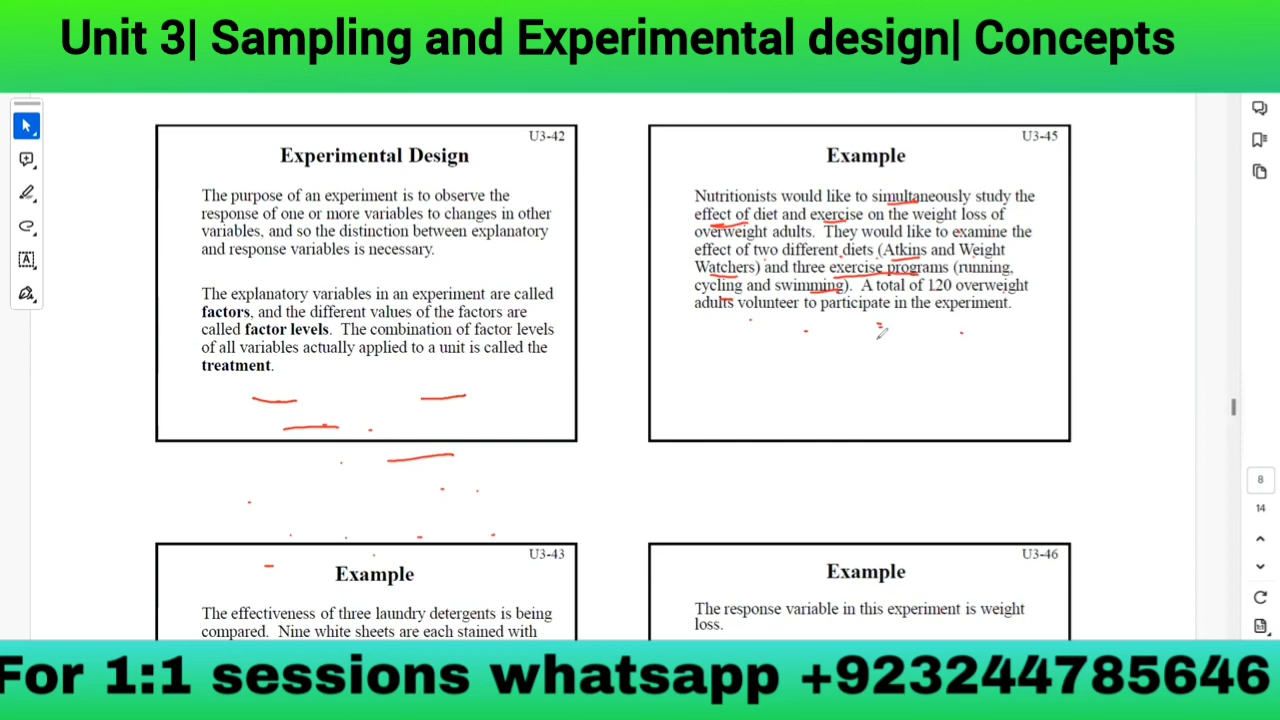 Unit 3| Sampling and Experimental design| Concepts
U3-42
Experimental Design
The purpose of an experiment is to observe the
response of one or more variables to changes in other
variables, and so the distinction between explanatory
and response variables is necessary.
The explanatory variables in an experiment are called
factors, and the different values of the factors are
called factor levels. The combination of factor levels
of all variables actually applied to a unit is called the
treatment.
U3-45
Example
Nutritionists would like to simultaneously study the
effect of diet and exercise on the weight loss of
overweight adults. They would like to examine the
effect of two different diets (Atkins and Weight
Watchers) and three exercise programs (running,
cycling and swimming). A total of 120 overweight
adults volunteer to participate in the experiment.
U3-43
Example
The effectiveness of three laundry detergents is being
compared. Nine white sheets are each stained with
U3-46
Example
The response variable in this experiment is weight
loss.
8
14
For 1:1 sessions whatsapp +923244785646